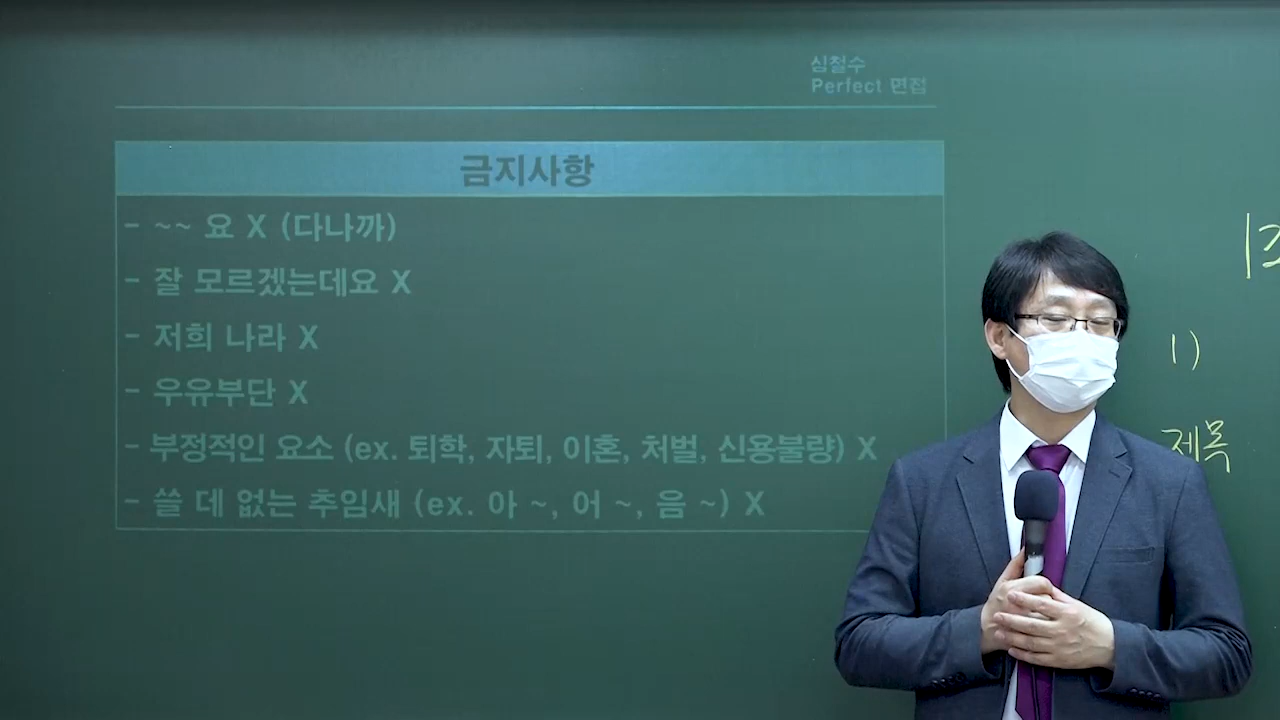 심철수
Perfect 면접
금지사항
- ~~ 요 X (다나까)
- 잘 모르겠는데요 X
- 저희 나라 X
- 우유부단 X
- 부정적인 요소 (ex. 퇴학, 자퇴, 이혼, 처벌, 신용불량) X
- 쓸 데 없는 추임새 (ex. 아 ~, 어 ~, 음 ~) X
1)
제목